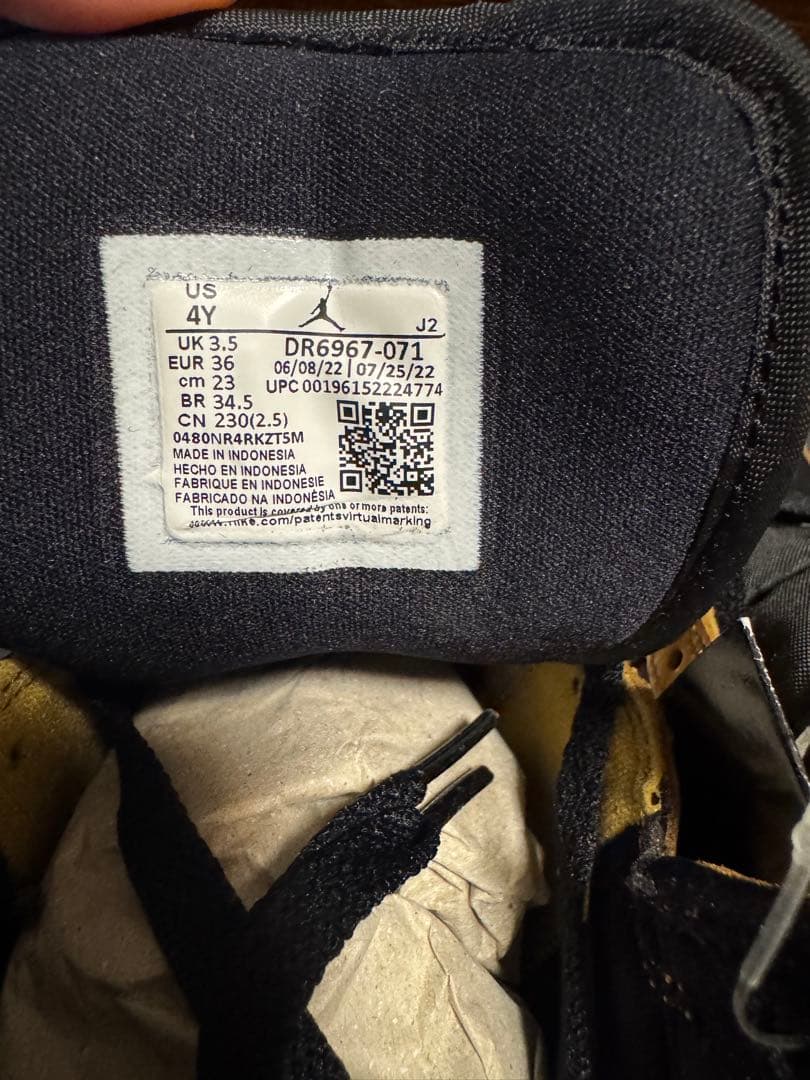 US
4Y
J2
UK 3.5
EUR 36
cm 23
BR 34.5
CN 230(2.5)
DR6967-071
06/08/22 | 07/25/22
UPC 00196152224774
0480NR4RKZT5M
MADE IN INDONESIA
HECHO EN INDONESIA
FABRIQUE EN INDONESIE
FABRICADO NA INDONÉSIA
This product is covered by one or more patents:
.com/patentsvirtualmarking